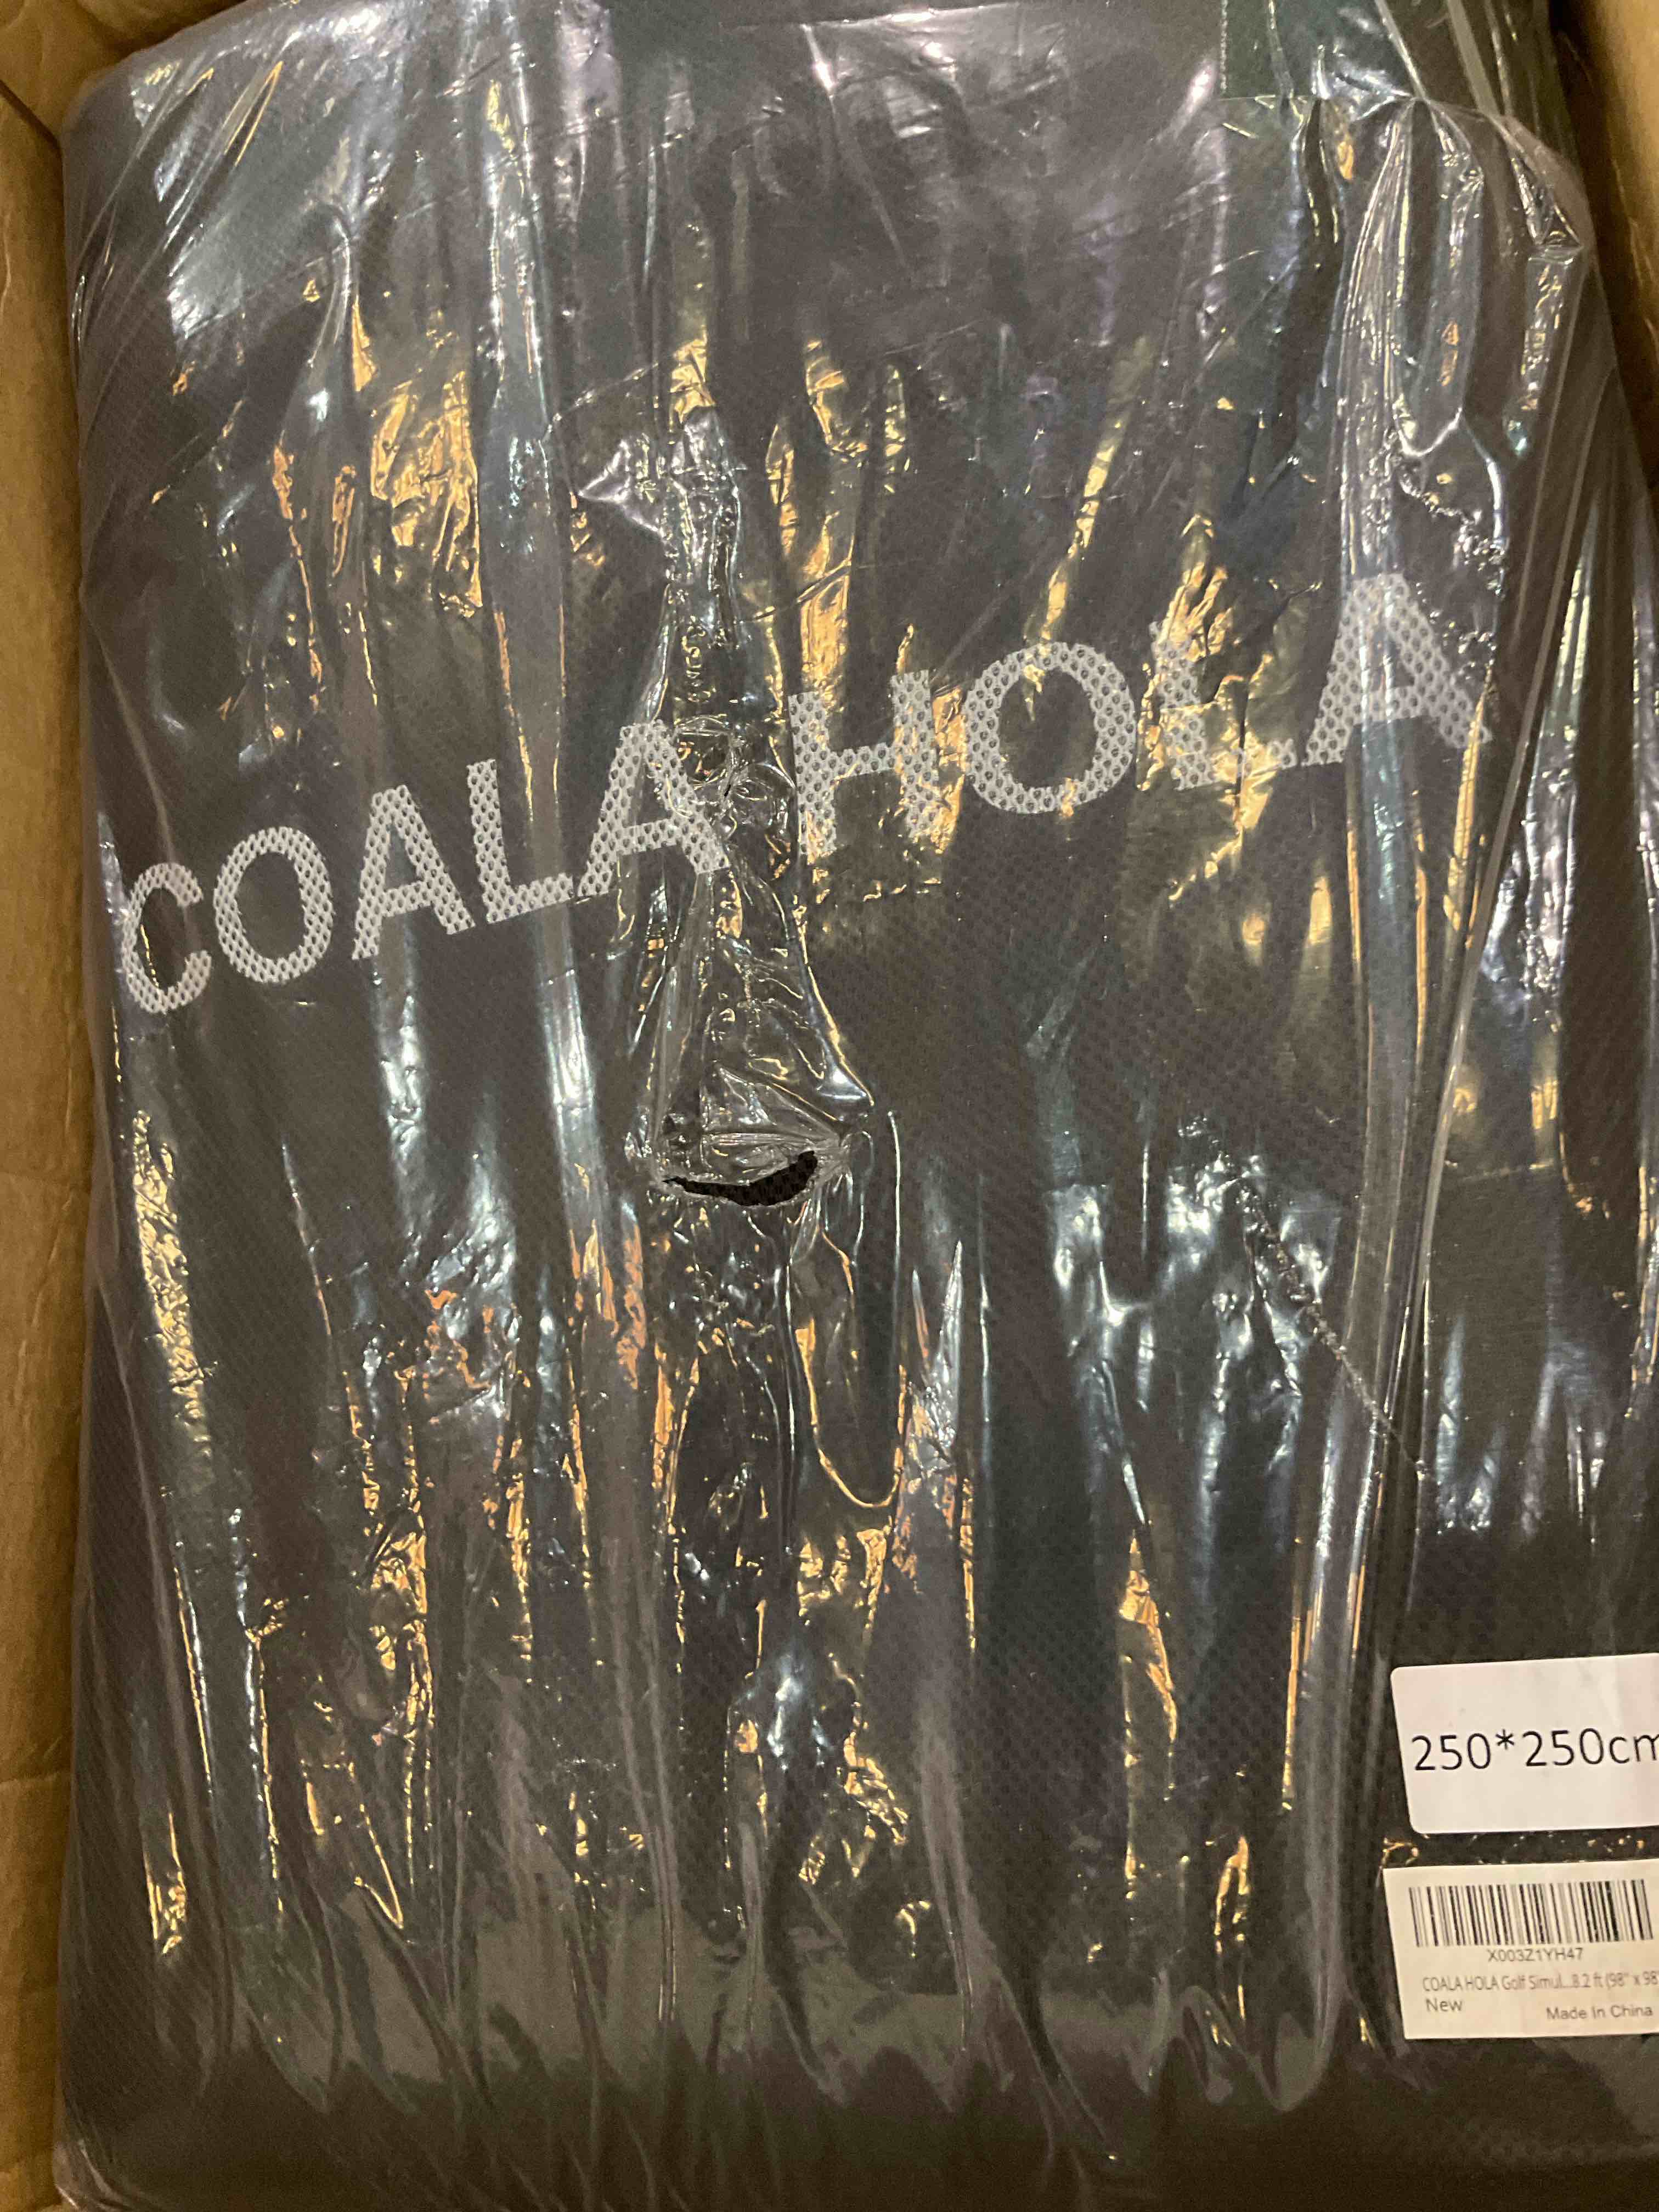 COALA HOLA
250*250cm
X003Z1YH47
COALA HOLA Golf Simul...8.2 ft (98" x 98"
New
Made In China